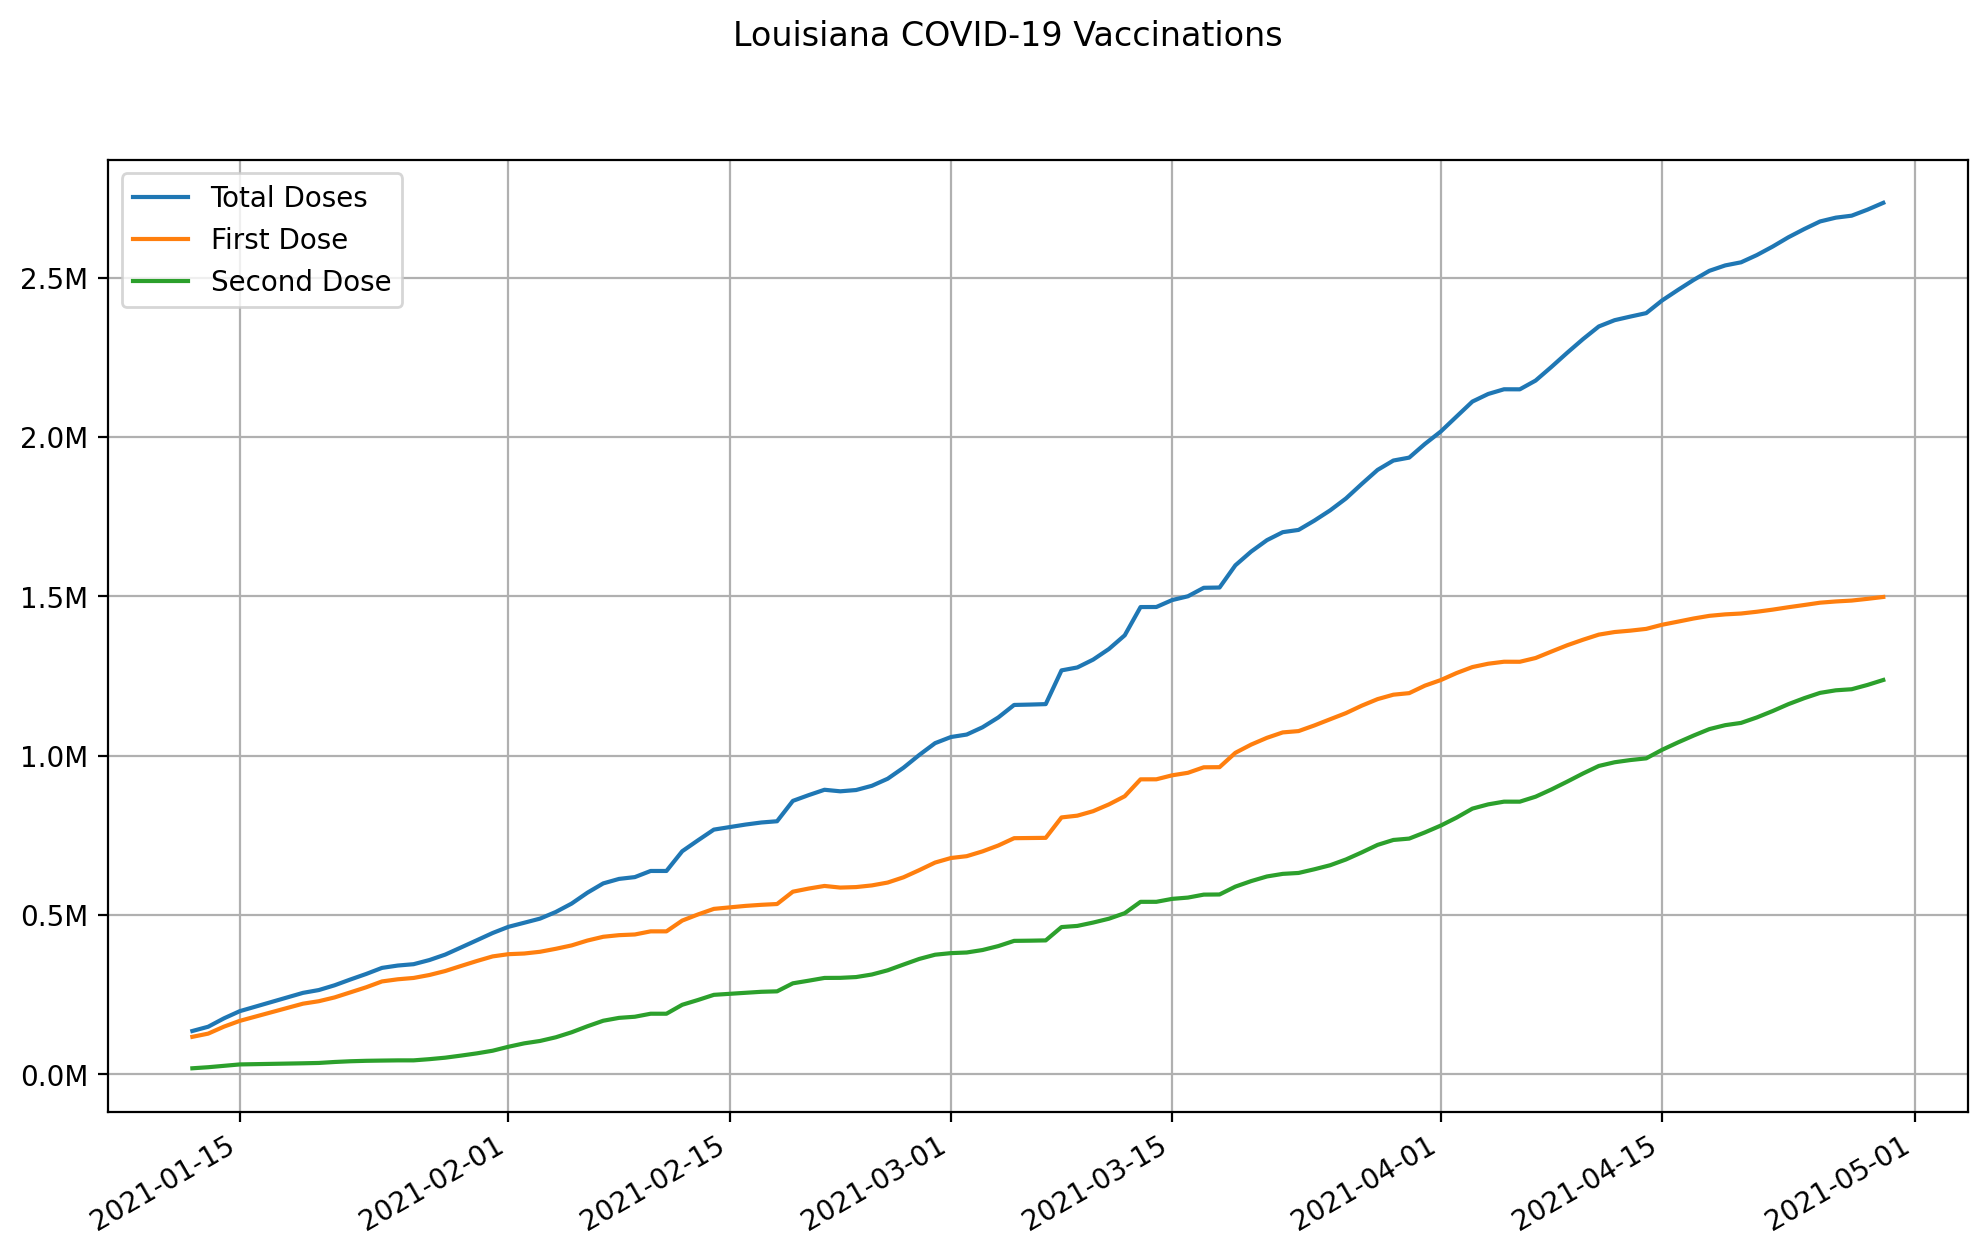 Louisiana COVID-19 Vaccinations
Total Doses
First Dose
Second Dose
2.5M
2.0M
1.5M
1.0M
0.5M
0.0M
2021-01-15
2021-02-01
2021-02-15
2021-03-01
2021-03-15
2021-04-01
2021-04-15
2021-05-01